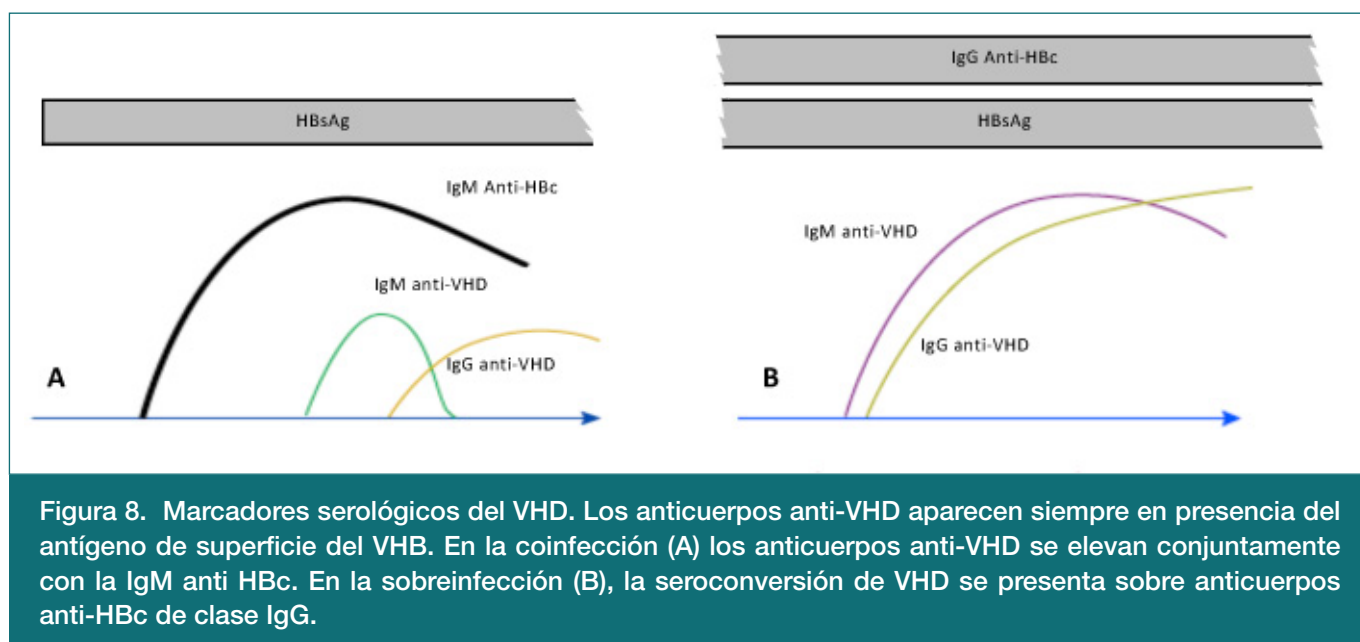 HBsAg
IgM Anti-HBc
IgM anti-VHD
IgG anti-VHD
A
IgG Anti-HBc
HBsAg
IgM anti-VHD
IgG anti-VHD
B
Figura 8. Marcadores serológicos del VHD. Los anticuerpos anti-VHD aparecen siempre en presencia del
antígeno de superficie del VHB. En la coinfección (A) los anticuerpos anti-VHD se elevan conjuntamente
con la IgM anti HBc. En la sobreinfección (B), la seroconversión de VHD se presenta sobre anticuerpos
anti-HBc de clase IgG.